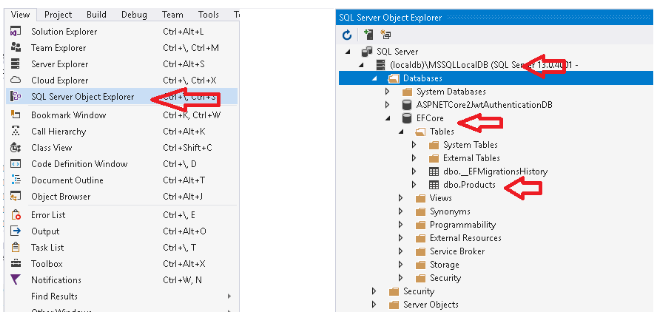 View Project Build Debug Team Tools
Solution Explorer Ctrl+Alt+L
Team Explorer Ctrl+\, Ctrl+M
Server Explorer Ctrl+Alt+S
Cloud Explorer Ctrl+\, Ctrl+X
SQL Server Object Explorer Ctrl+\, Ctrl+S
Bookmark Window Ctrl+K, Ctrl+W
Call Hierarchy Ctrl+Alt+K
Class View Ctrl+Shift+C
Code Definition Window Ctrl+\, D
Document Outline Ctrl+Alt+T
Object Browser Ctrl+Alt+J
Error List Ctrl+\, E
Output Ctrl+Alt+O
Task List Ctrl+\, T
Toolbox Ctrl+Alt+X
Notifications Ctrl+W, N
Find Results
Other Windows
SQL Server Object Explorer
SQL Server
(localdb)\MSSQLLocalDB (SQL Server 13.0.4001 -
Databases
System Databases
ASPNETCore2JwtAuthenticationDB
EFCore
Tables
System Tables
External Tables
dbo.__EFMigrationsHistory
dbo.Products
Views
Synonyms
Programmability
External Resources
Service Broker
Storage
Security
Security
Server Objects